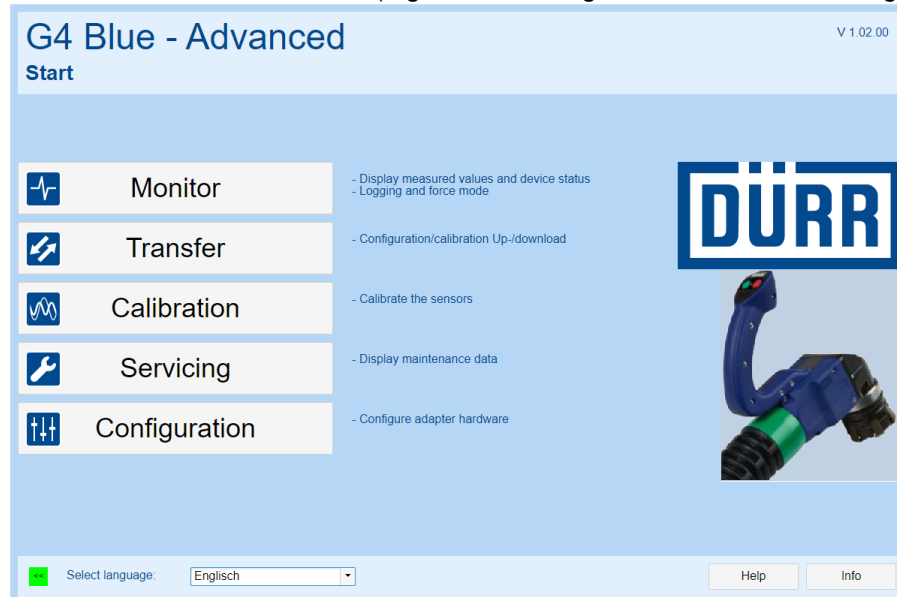 G4 Blue - Advanced
V 1.02.00
Start
Monitor
- Display measured values and device status
- Logging and force mode
DÜRR
Transfer
- Configuration/calibration Up-/download
Calibration
- Calibrate the sensors
Servicing
- Display maintenance data
Configuration
- Configure adapter hardware
<<
Select language:
Englisch
Help
Info